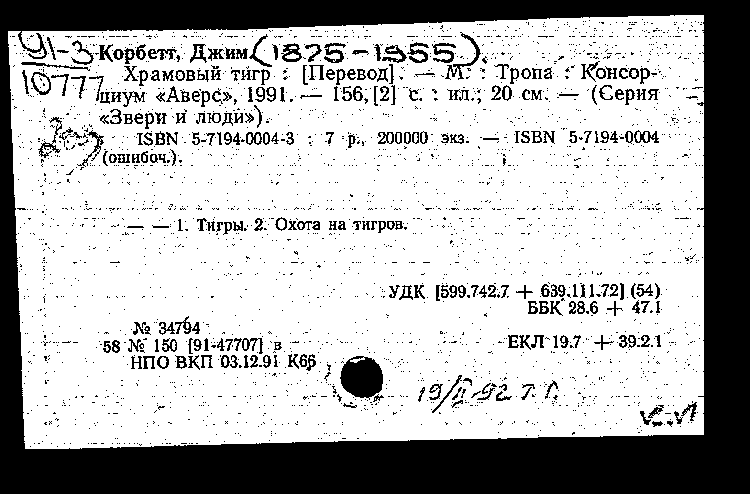 91-3
10777
Корбетт, Джим (1875-1955).
Храмовый тигр : [Перевод]. — М. : Тропа : Консор-
циум «Аверс», 1991. — 156, [2] с. : ил.; 20 см. — (Серия
«Звери и люди»).
ISBN 5-7194-0004-3 : 7 р., 200000 экз. — ISBN 5-7194-0004
(ошибоч.).
— — 1. Тигры. 2. Охота на тигров.
УДК [599.742.7 + 639.111.72] (54)
ББК 28.6 + 47.1
№ 34794
58 № 150 [91-47707] в
НПО ВКП 03.12.91 К66
ЕКЛ 19.7 + 39.2.1
19/II-92 Т. Г.